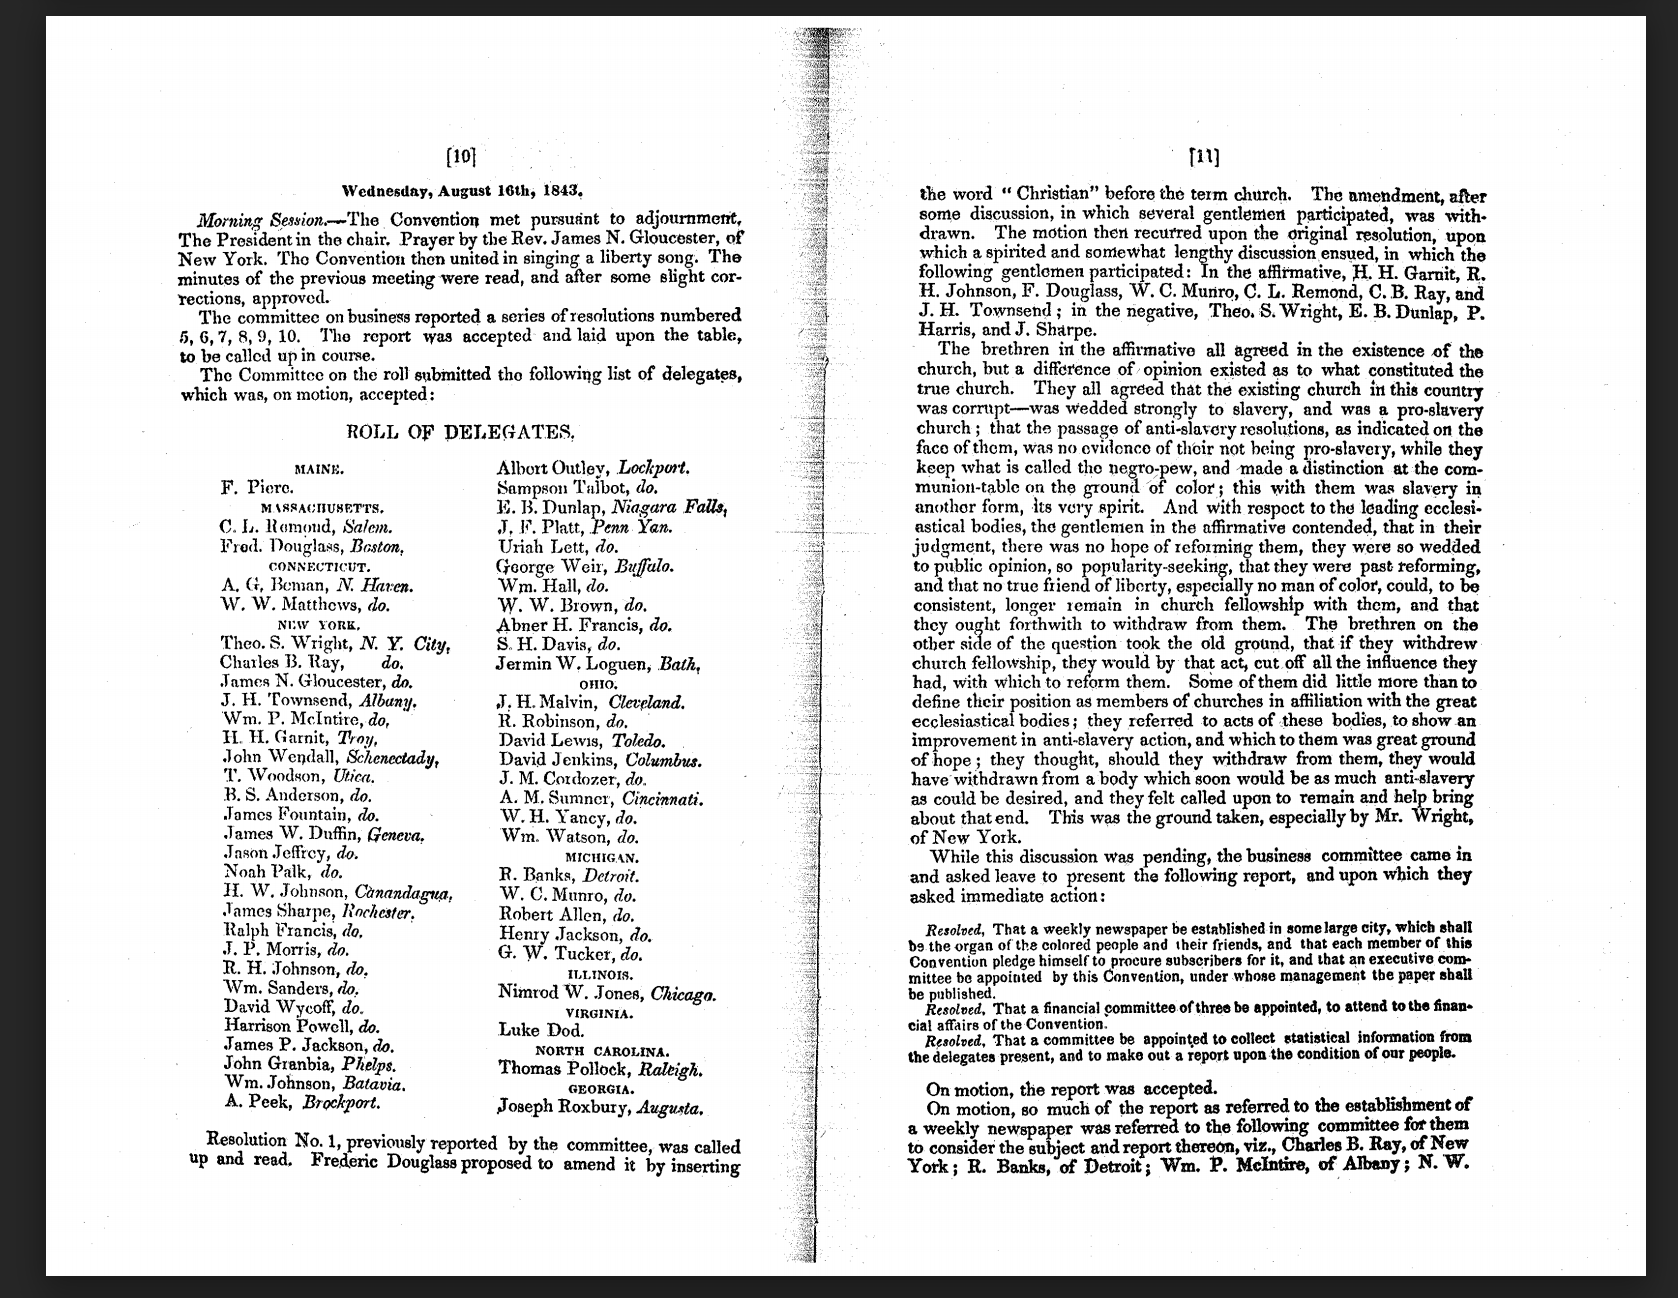 [10]
Wednesday, August 16th, 1843.
Morning Session.—The Convention met pursuant to adjournment.
The President in the chair. Prayer by the Rev. James N. Gloucester, of
New York. The Convention then united in singing a liberty song. The
minutes of the previous meeting were read, and after some slight cor-
rections, approved.
The committee on business reported a series of resolutions numbered
5, 6, 7, 8, 9, 10. The report was accepted and laid upon the table,
to be called up in course.
The Committee on the roll submitted the following list of delegates,
which was, on motion, accepted:
ROLL OF DELEGATES.
MAINE.
F. Piere.
MASSACHUSETTS.
C. L. Remond, Salem.
Fred. Douglass, Boston.
CONNECTICUT.
A. G. Beman, N. Haven.
W. W. Matthews, do.
NEW YORK.
Theo. S. Wright, N. Y. City.
Charles B. Ray, do.
James N. Gloucester, do.
J. H. Townsend, Albany.
Wm. P. McIntire, do.
H. H. Garnit, Troy.
John Wendall, Schenectady.
T. Woodson, Utica.
B. S. Anderson, do.
James Fountain, do.
James W. Duffin, Geneva.
Jason Jeffrey, do.
Noah Palk, do.
H. W. Johnson, Canandagua.
James Sharpe, Rochester.
Ralph Francis, do.
J. P. Morris, do.
R. H. Johnson, do.
Wm. Sanders, do.
David Wycoff, do.
Harrison Powell, do.
James P. Jackson, do.
John Granbia, Phelps.
Wm. Johnson, Batavia.
A. Peek, Brockport.
Albert Outley, Lockport.
Sampson Talbot, do.
E. B. Dunlap, Niagara Falls.
J. F. Platt, Penn Yan.
Uriah Lett, do.
George Weir, Buffalo.
Wm. Hall, do.
W. W. Brown, do.
Abner H. Francis, do.
S. H. Davis, do.
Jermin W. Loguen, Bath.
OHIO.
J. H. Malvin, Cleveland.
R. Robinson, do.
David Lewis, Toledo.
David Jenkins, Columbus.
J. M. Cordozer, do.
A. M. Sumner, Cincinnati.
W. H. Yancy, do.
Wm. Watson, do.
MICHIGAN.
R. Banks, Detroit.
W. C. Munro, do.
Robert Allen, do.
Henry Jackson, do.
G. W. Tucker, do.
ILLINOIS.
Nimrod W. Jones, Chicago.
VIRGINIA.
Luke Dod.
NORTH CAROLINA.
Thomas Pollock, Raleigh.
GEORGIA.
Joseph Roxbury, Augusta.
Resolution No. 1, previously reported by the committee, was called
up and read. Frederic Douglass proposed to amend it by inserting
[11]
the word " Christian" before the term church. The amendment, after
some discussion, in which several gentlemen participated, was with-
drawn. The motion then recurred upon the original resolution, upon
which a spirited and somewhat lengthy discussion ensued, in which the
following gentlemen participated: In the affirmative, H. H. Garnit, R.
H. Johnson, F. Douglass, W. C. Munro, C. L. Remond, C. B. Ray, and
J. H. Townsend; in the negative, Theo. S. Wright, E. B. Dunlap, P.
Harris, and J. Sharpe.
The brethren in the affirmative all agreed in the existence of the
church, but a difference of opinion existed as to what constituted the
true church. They all agreed that the existing church in this country
was corrupt—was wedded strongly to slavery, and was a pro-slavery
church; that the passage of anti-slavery resolutions, as indicated on the
face of them, was no evidence of their not being pro-slavery, while they
keep what is called the negro-pew, and made a distinction at the com-
munion-table on the ground of color; this with them was slavery in
another form, its very spirit. And with respect to the leading ecclesi-
astical bodies, the gentlemen in the affirmative contended, that in their
judgment, there was no hope of reforming them, they were so wedded
to public opinion, so popularity-seeking, that they were past reforming,
and that no true friend of liberty, especially no man of color, could, to be
consistent, longer remain in church fellowship with them, and that
they ought forthwith to withdraw from them. The brethren on the
other side of the question took the old ground, that if they withdrew
church fellowship, they would by that act, cut off all the influence they
had, with which to reform them. Some of them did little more than to
define their position as members of churches in affiliation with the great
ecclesiastical bodies; they referred to acts of these bodies, to show an
improvement in anti-slavery action, and which to them was great ground
of hope; they thought, should they withdraw from them, they would
have withdrawn from a body which soon would be as much anti-slavery
as could be desired, and they felt called upon to remain and help bring
about that end. This was the ground taken, especially by Mr. Wright,
of New York.
While this discussion was pending, the business committee came in
and asked leave to present the following report, and upon which they
asked immediate action:
Resolved, That a weekly newspaper be established in some large city, which shall
be the organ of the colored people and their friends, and that each member of this
Convention pledge himself to procure subscribers for it, and that an executive com-
mittee be appointed by this Convention, under whose management the paper shall
be published.
Resolved, That a financial committee of three be appointed, to attend to the finan-
cial affairs of the Convention.
Resolved, That a committee be appointed to collect statistical information from
the delegates present, and to make out a report upon the condition of our people.
On motion, the report was accepted.
On motion, so much of the report as referred to the establishment of
a weekly newspaper was referred to the following committee for them
to consider the subject and report thereon, viz., Charles B. Ray, of New
York; R. Banks, of Detroit; Wm. P. McIntire, of Albany; N. W.